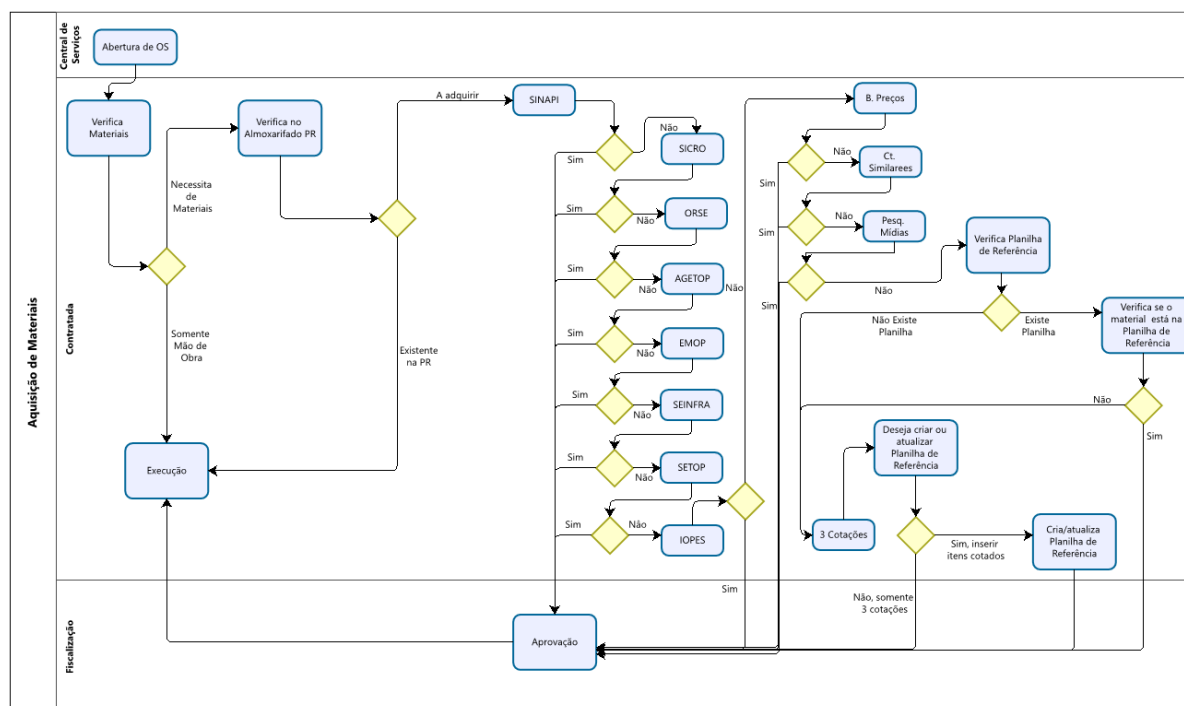 Aquisição de Materiais
Central de
Serviços
Abertura de OS
Contratada
Verifica
Materiais
Necessita
de
Materiais
Somente
Mão de
Obra
Verifica no
Almoxarifado PR
A adquirir
Existente
na PR
Execução
SINAPI
Não
Sim
SICRO
Sim
Não
ORSE
Sim
Não
AGETOP
Sim
Não
EMOP
Sim
Não
SEINFRA
Sim
Não
SETOP
Sim
Não
IOPES
Não
Sim
B. Preços
Não
Sim
Ct.
Similarees
Não
Sim
Pesq.
Mídias
Não
Sim
Verifica Planilha
de Referência
Não Existe
Planilha
Existe
Planilha
Verifica se o
material está na
Planilha de
Referência
Não
Sim
3 Cotações
Deseja criar ou
atualizar
Planilha de
Referência
Sim, inserir
itens cotados
Cria/atualiza
Planilha de
Referência
Não, somente
3 cotações
Fiscalização
Aprovação